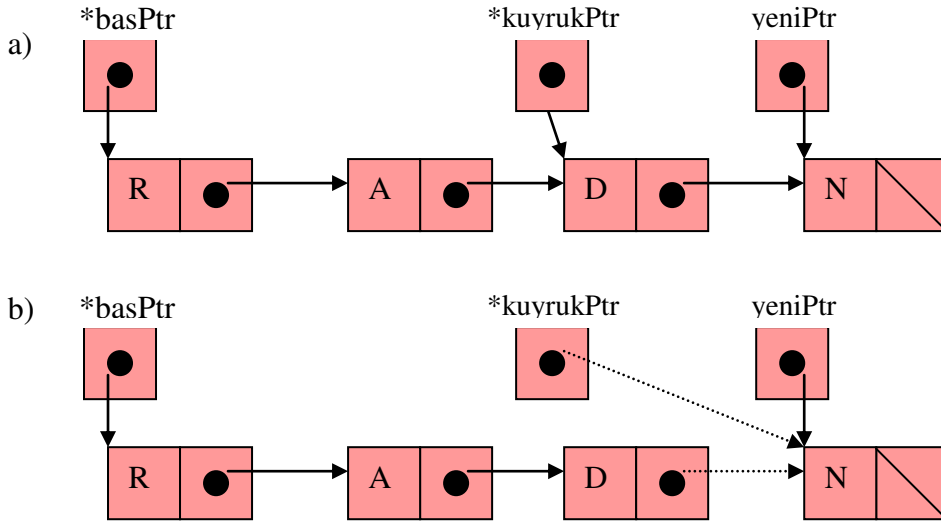 *basPtr *kuyrukPtr yeniPtr
a)
R A D N
*basPtr *kuyrukPtr yeniPtr
b)
R A D N